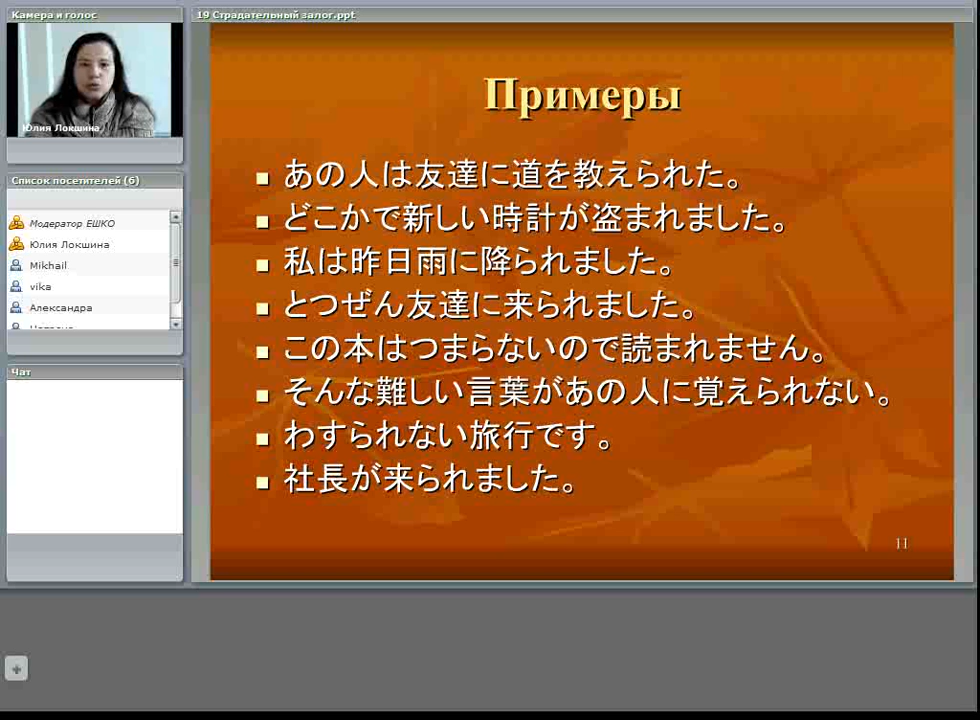 Камера и голос
Юлия Локшина
Список посетителей (6)
Модератор ЕШКО
Юлия Локшина
Mikhail
vika
Александра
Чат
19 Страдательный залог.ppt
Примеры
あの人は友達に道を教えられた。
どこかで新しい時計が盗まれました。
私は昨日雨に降られました。
とつぜん友達に来られました。
この本はつまらないので読まれません。
そんな難しい言葉があの人に覚えられない。
わすられない旅行です。
社長が来られました。
11